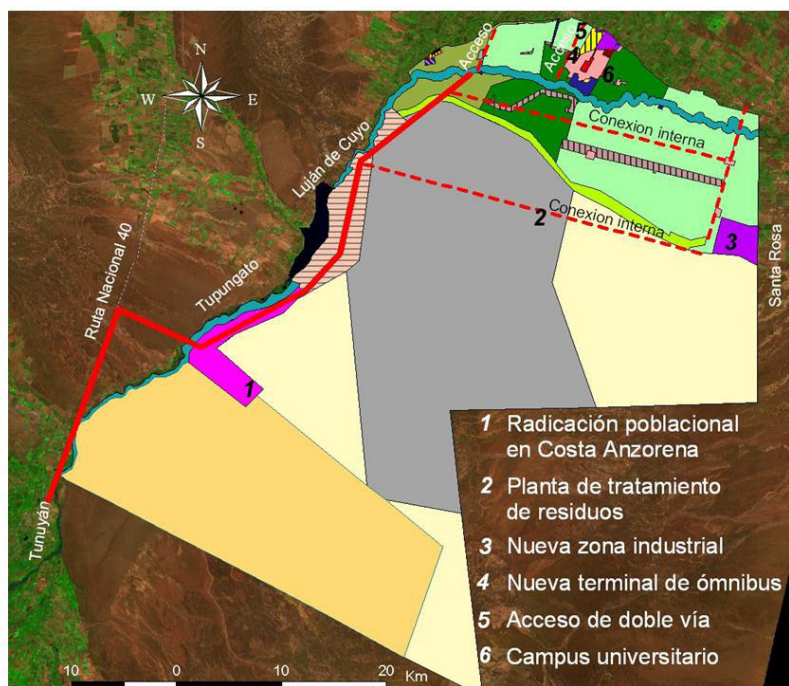 N
W
E
S
Acceso
Acceso
5
4
6
Conexion interna
Luján de Cuyo
2
Conexion interna
3
Santa Rosa
Ruta Nacional 40
Tupungato
1
Tunuyán
1 Radicación poblacional
en Costa Anzorena
2 Planta de tratamiento
de residuos
3 Nueva zona industrial
4 Nueva terminal de ómnibus
5 Acceso de doble vía
6 Campus universitario
10 0 10 20
Km